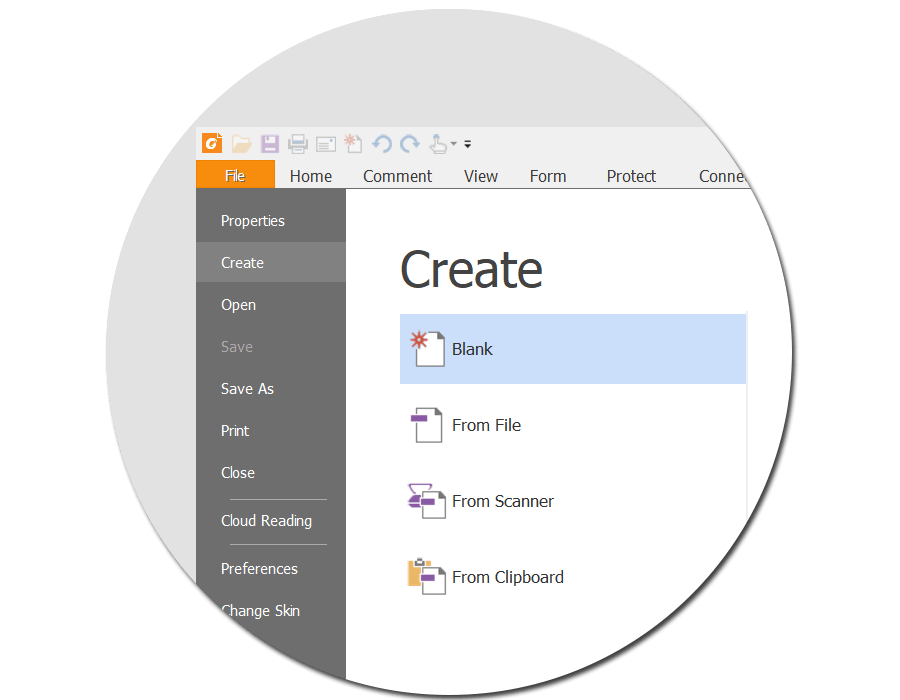 File Home Comment View Form Protect
Properties
Create
Open
Save
Save As
Print
Close
Cloud Reading
Preferences
Change Skin
Create
Blank
From File
From Scanner
From Clipboard